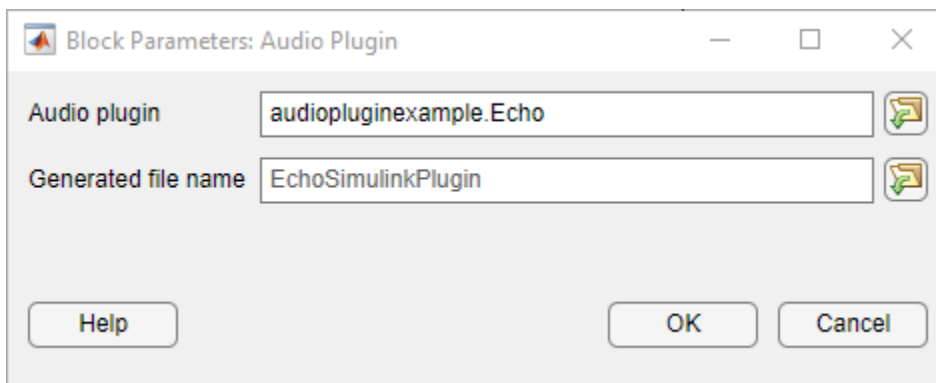 Block Parameters: Audio Plugin
Audio plugin audiopluginexample.Echo
Generated file name EchoSimulinkPlugin
Help OK Cancel